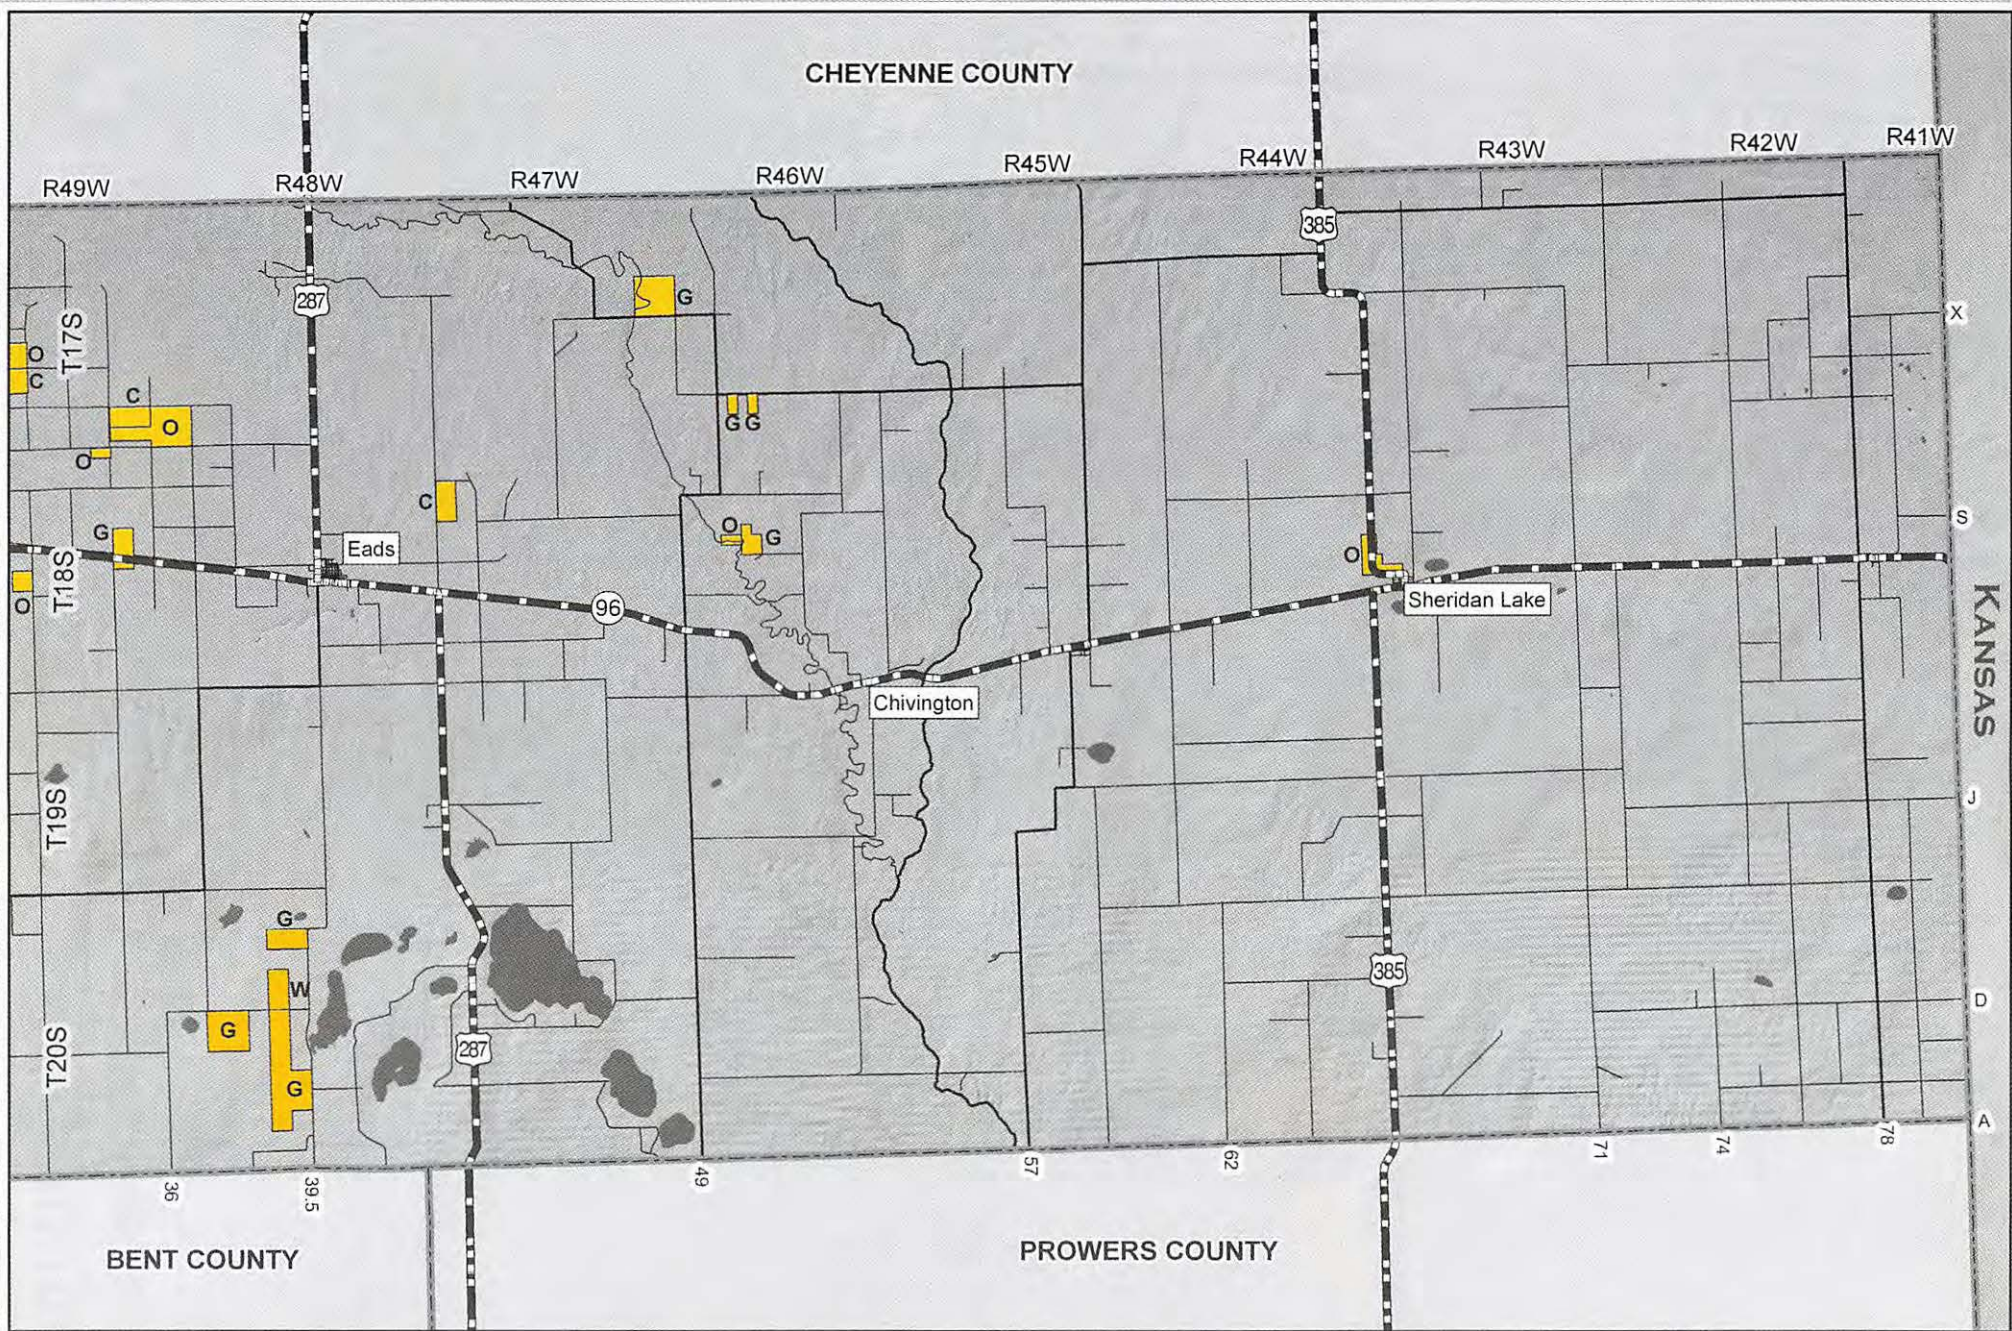 CHEYENNE COUNTY
R49W
R48W
R47W
R46W
R45W
R44W
R43W
R42W
R41W
385
287
G
T17S
X
O
C
C
O
G G
O
C
S
G
O
G
Eads
O
T18S
O
96
Sheridan Lake
KANSAS
Chivington
J
T19S
G
385
W
D
G
287
T20S
G
A
36
39.5
49
57
62
71
74
78
BENT COUNTY
PROWERS COUNTY